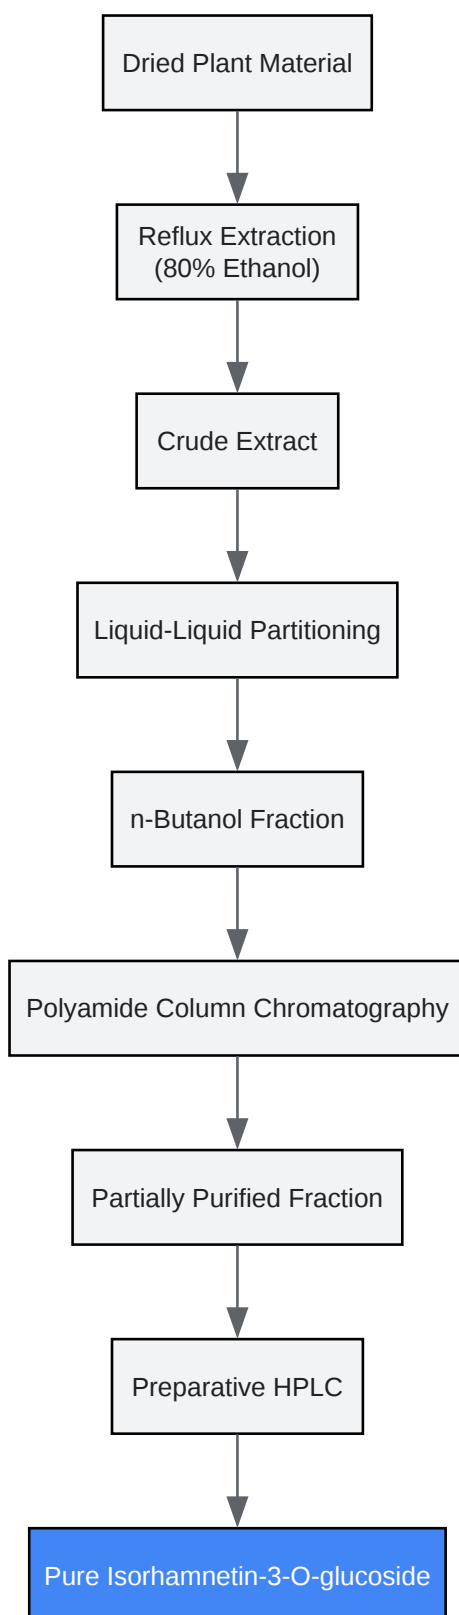 Dried Plant Material
Reflux Extraction
(80% Ethanol)
Crude Extract
Liquid-Liquid Partitioning
n-Butanol Fraction
Polyamide Column Chromatography
Partially Purified Fraction
Preparative HPLC
Pure Isorhamnetin-3-O-glucoside